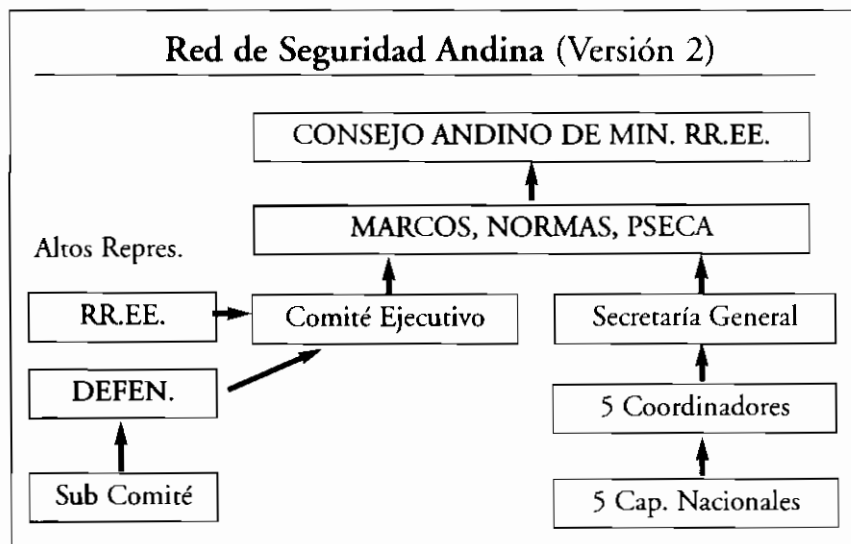 Red de Seguridad Andina (Versión 2)
CONSEJO ANDINO DE MIN. RR.EE.
MARCOS, NORMAS, PSECA
Altos Repres.
RR.EE.
Comité Ejecutivo
Secretaría General
DEFEN.
5 Coordinadores
Sub Comité
5 Cap. Nacionales